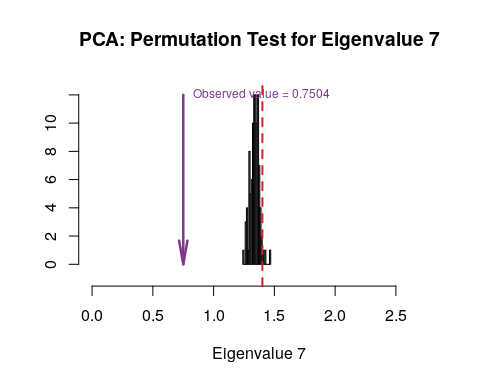 PCA: Permutation Test for Eigenvalue 7
Observed value = 0.7504
10
8
6
4
2
0
0.0 0.5 1.0 1.5 2.0 2.5
Eigenvalue 7